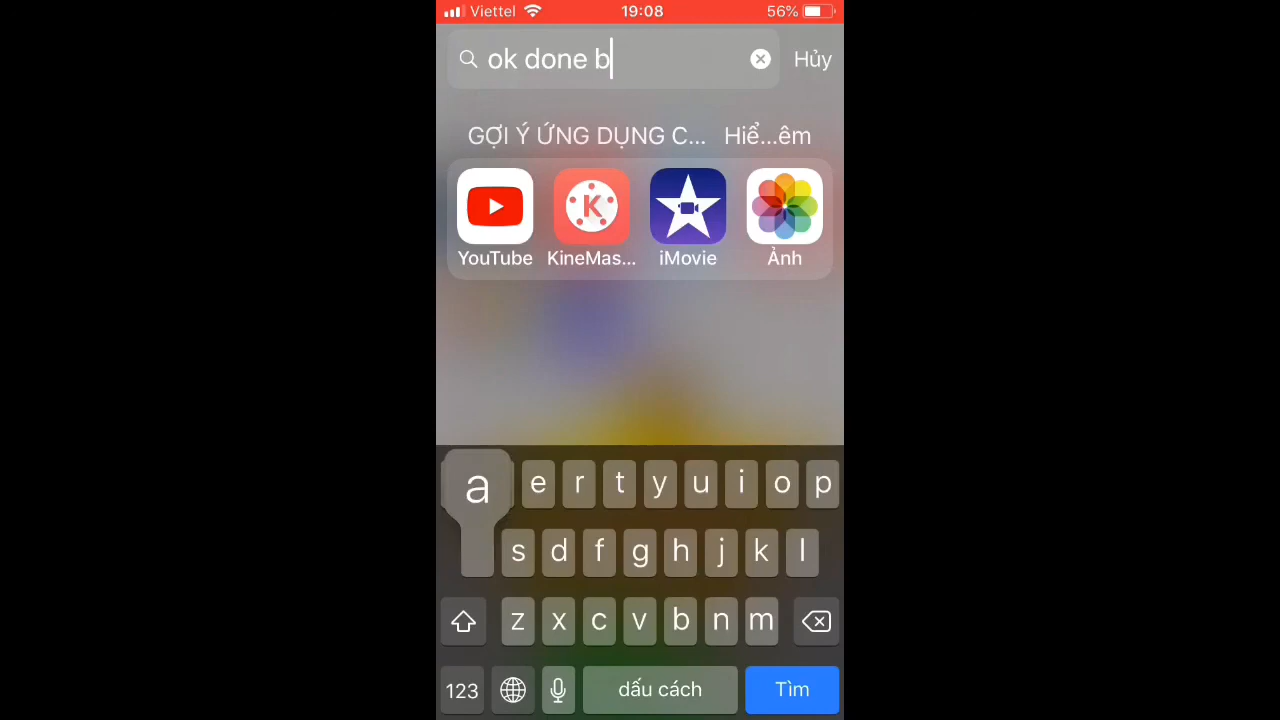 Viettel 19:08 56%
ok done b Hủy
GỢI Ý ỨNG DỤNG C... Hiể...êm
K
YouTube KineMas... iMovie Ảnh
a e r t y u i o p
s d f g h j k l
z x c v b n m
123 dấu cách Tìm